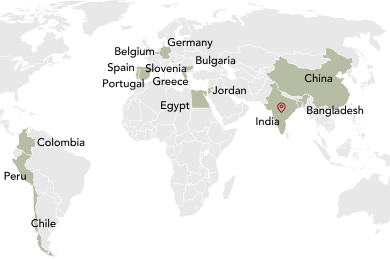 Germany
Belgium
Bulgaria
Spain
Slovenia
Portugal
Greece
China
Jordan
Egypt
Bangladesh
India
Colombia
Peru
Chile